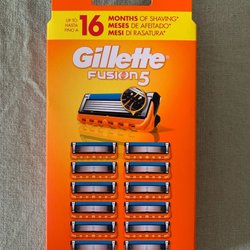 UP TO
HASTA
FINO A
16
MONTHS OF SHAVING*
MESES DE AFEITADO*
MESI DI RASATURA*
Gillette
FUSION5